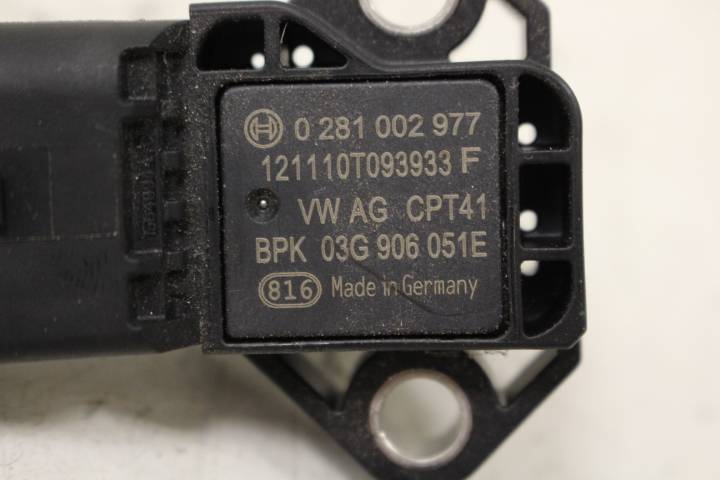 0 281 002 977
121110T093933 F
VW AG CPT41
BPK 03G 906 051E
816 Made in Germany